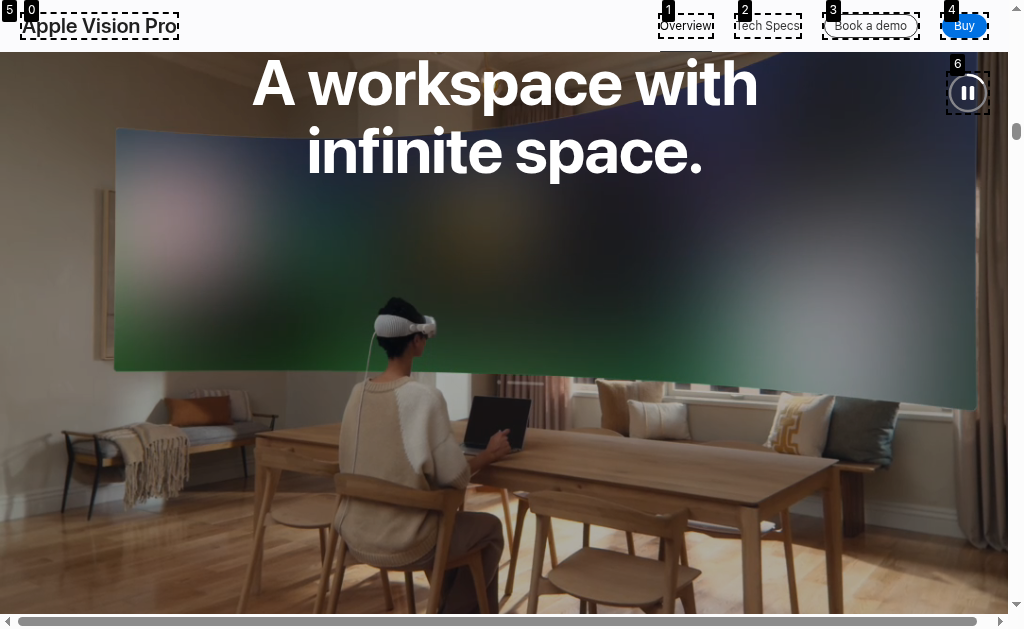 5 0 1 2 3 4
Apple Vision Pro Overview Tech Specs Book a demo Buy
6
A workspace with
infinite space.